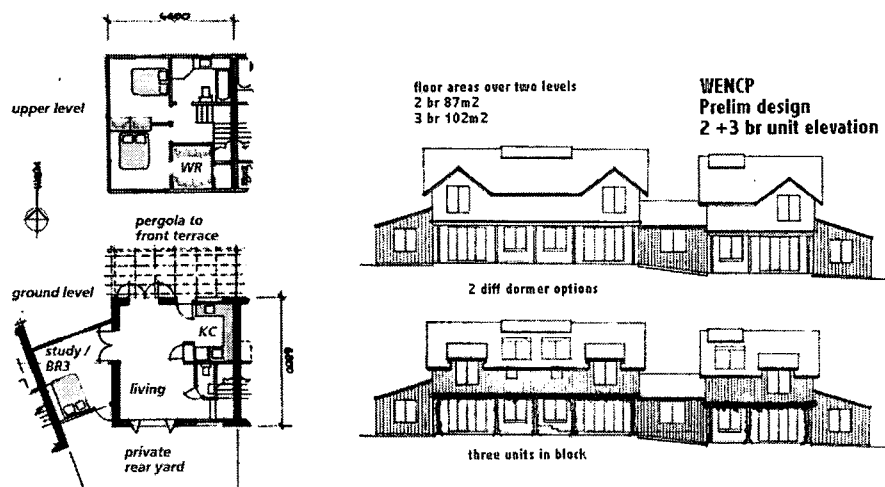 upper level
WR
pergola to
front terrace
ground level
study /
BR3
KC
living
private
rear yard
floor areas over two levels
2 br 87m2
3 br 102m2
WENCP
Prelim design
2 +3 br unit elevation
2 diff dormer options
three units in block